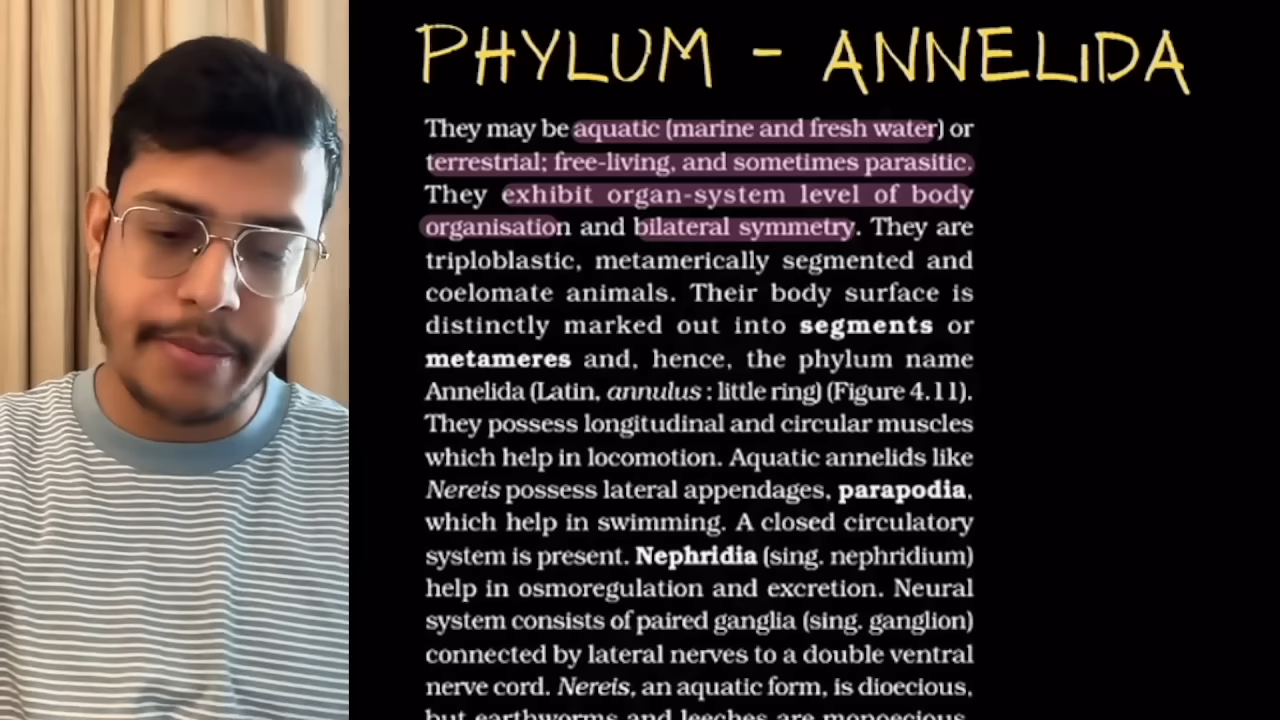 PHYLUM - ANNELIDA
They may be aquatic (marine and fresh water) or
terrestrial; free-living, and sometimes parasitic.
They exhibit organ-system level of body
organisation and bilateral symmetry. They are
triploblastic, metamerically segmented and
coelomate animals. Their body surface is
distinctly marked out into segments or
metameres and, hence, the phylum name
Annelida (Latin, annulus : little ring) (Figure 4.11).
They possess longitudinal and circular muscles
which help in locomotion. Aquatic annelids like
Nereis possess lateral appendages, parapodia,
which help in swimming. A closed circulatory
system is present. Nephridia (sing. nephridium)
help in osmoregulation and excretion. Neural
system consists of paired ganglia (sing. ganglion)
connected by lateral nerves to a double ventral
nerve cord. Nereis, an aquatic form, is dioecious,
but earthworms and leeches are monoecious.